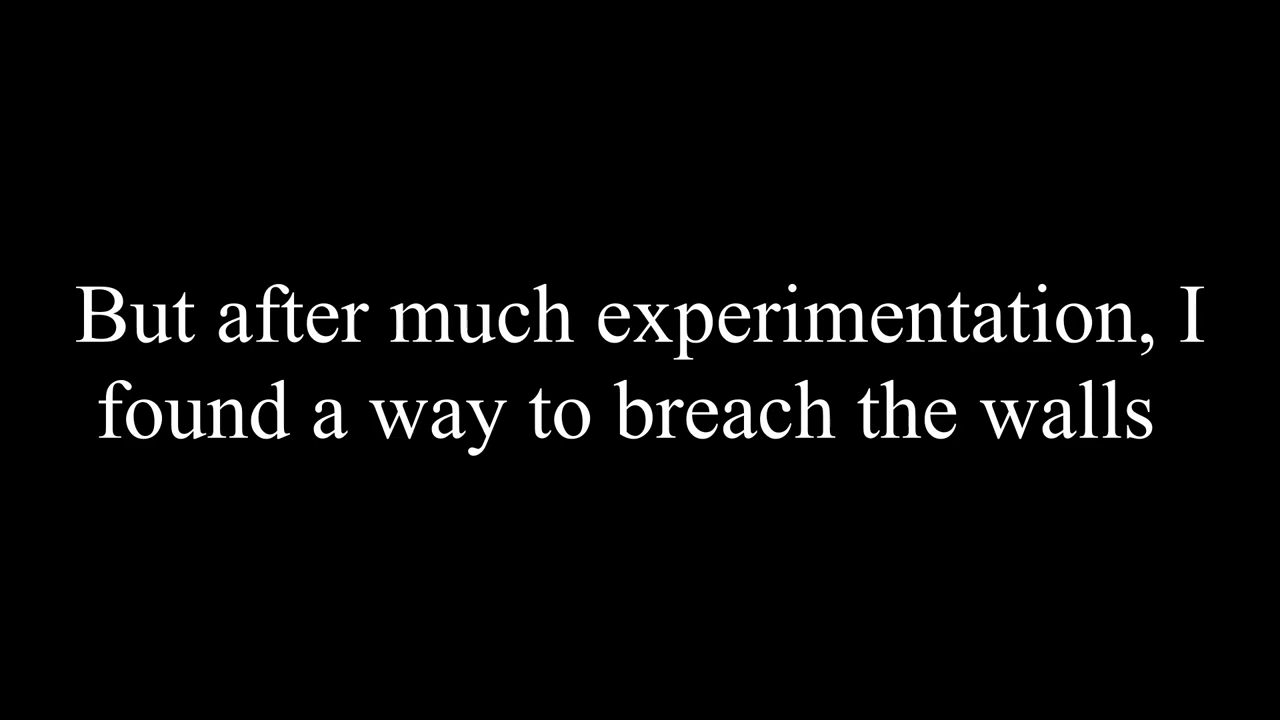 But after much experimentation, I
found a way to breach the walls